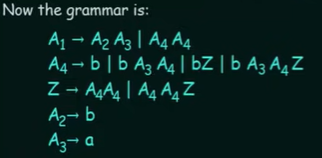 Now the grammar is:
A₁ → A₂ A₃ | A₄ A₄
A₄ → b | b A₃ A₄ | bZ | b A₃ A₄ Z
Z → A₄A₄ | A₄ A₄ Z
A₂→ b
A₃→ a